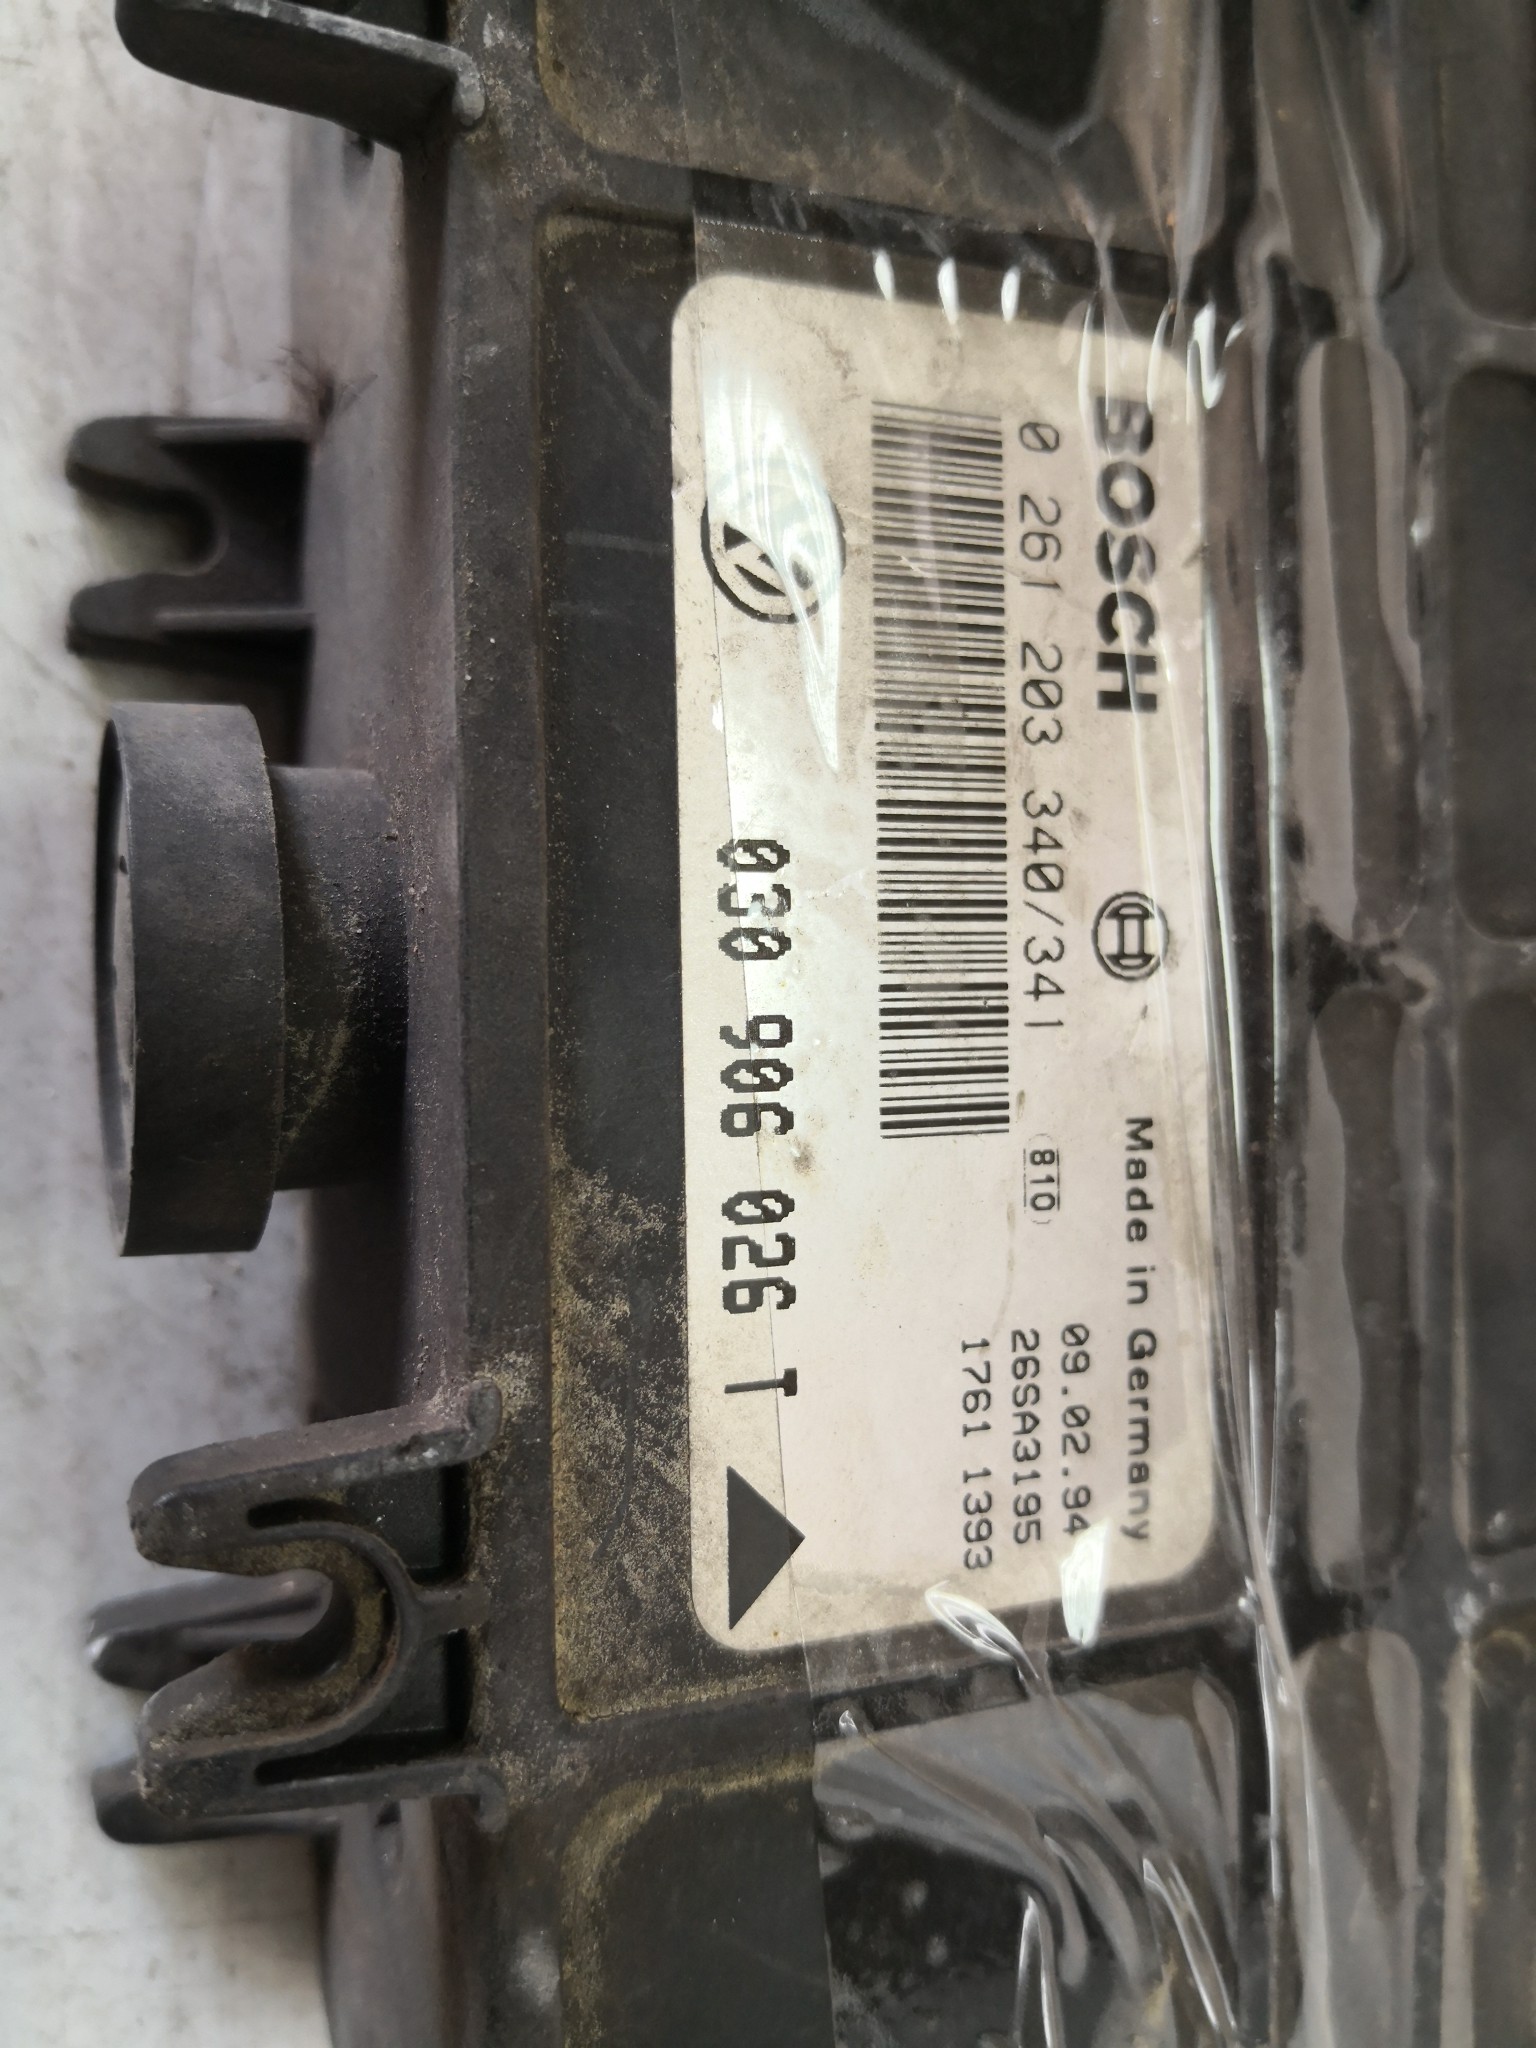 BOSCH
Made in Germany
0 261 203 340/341
810
09.02.94
26SA3195
1761 1393
030 906 026 T